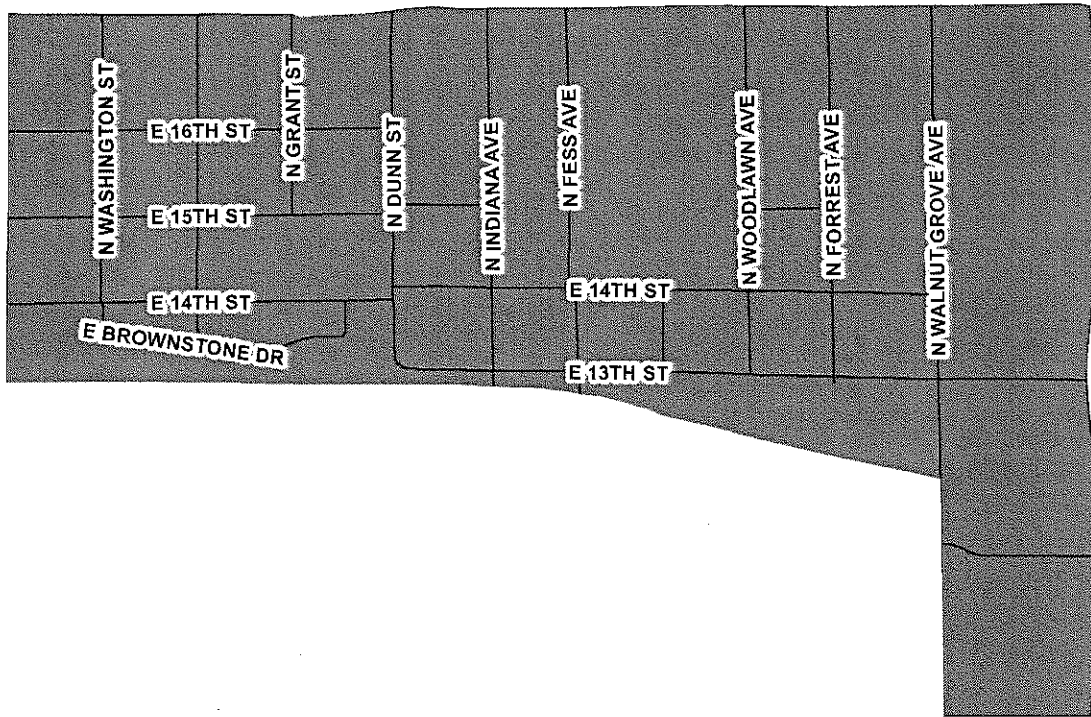 N WASHINGTON ST
E 16TH ST
N GRANT ST
N DUNN ST
N INDIANA AVE
N FESS AVE
N WOODLAWN AVE
N FORREST AVE
N WALNUT GROVE AVE
E 15TH ST
E 14TH ST
E 14TH ST
E BROWNSTONE DR
E 13TH ST